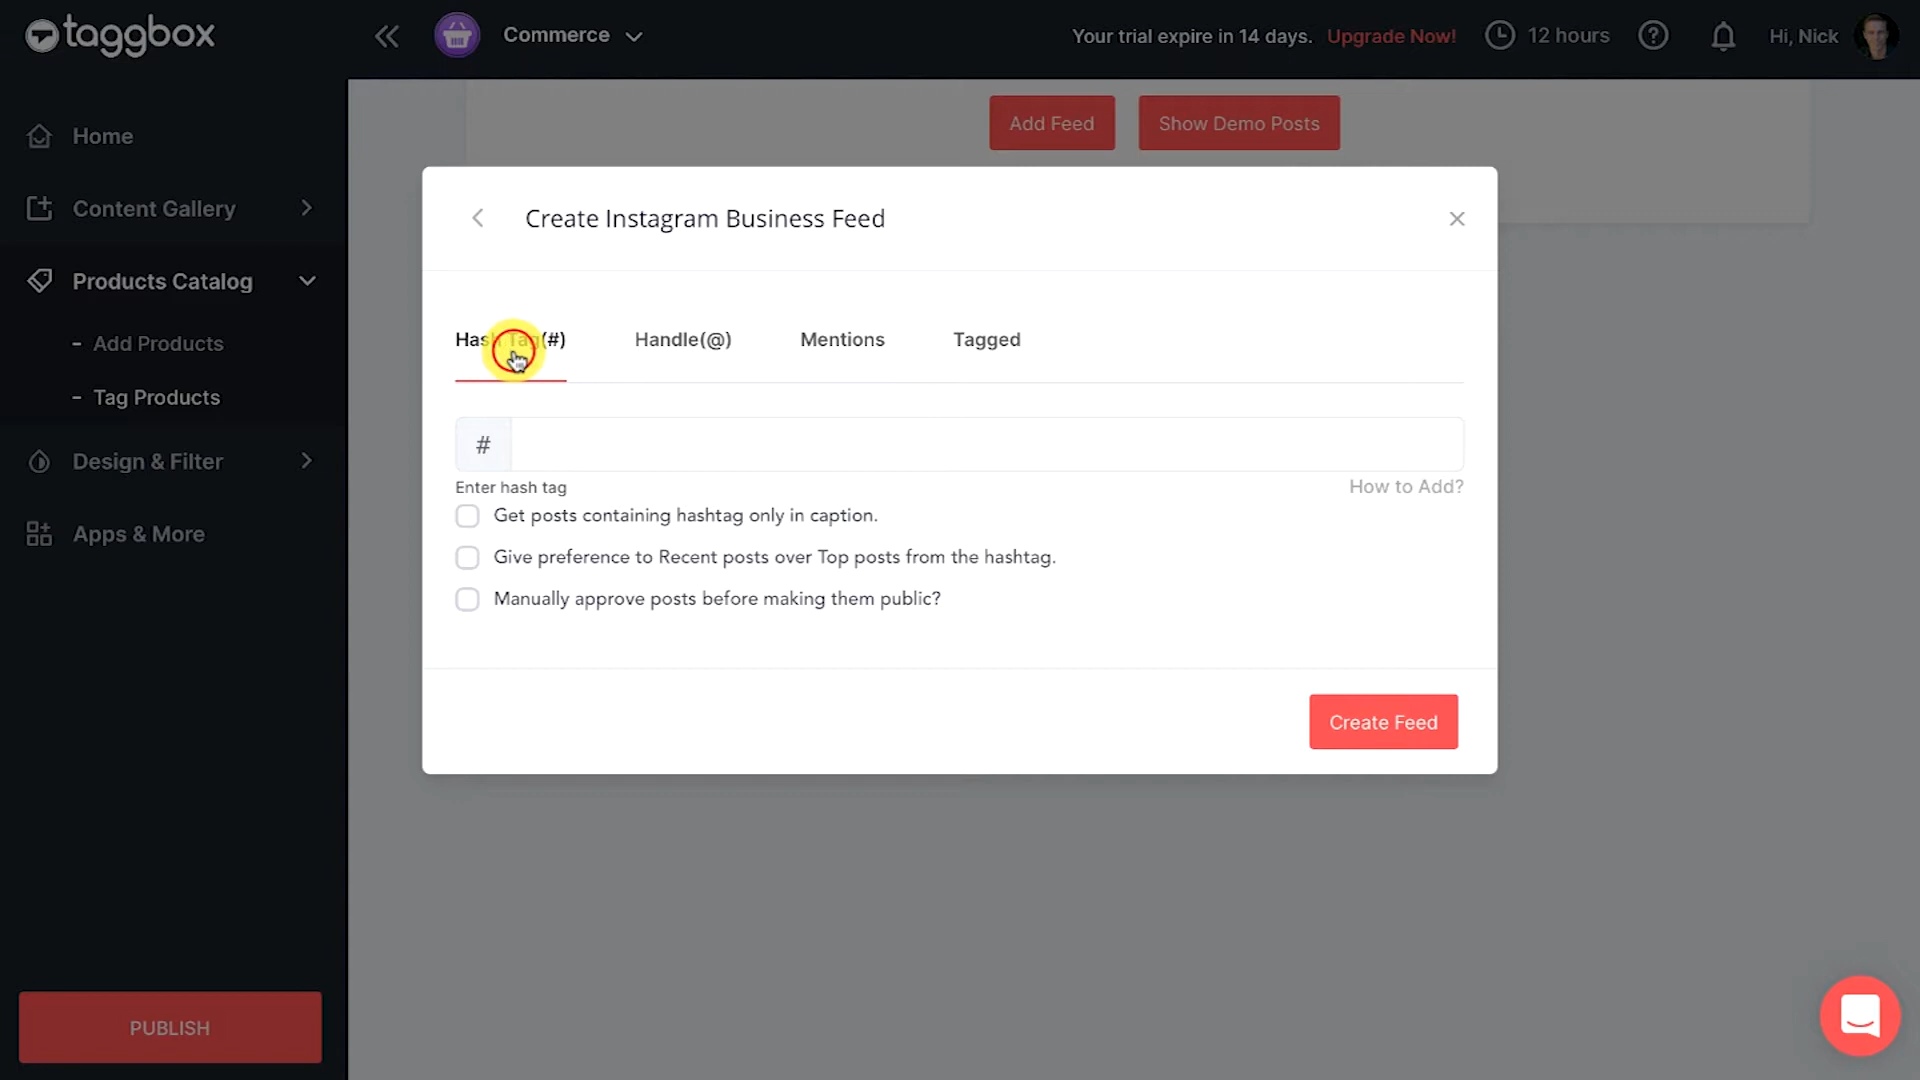 taggbox
Commerce
Your trial expire in 14 days. Upgrade Now!
12 hours
Hi, Nick
Home
Content Gallery
Products Catalog
- Add Products
- Tag Products
Design & Filter
Apps & More
PUBLISH
Add Feed
Show Demo Posts
Create Instagram Business Feed
Hash Tag(#)
Handle(@)
Mentions
Tagged
#
Enter hash tag
How to Add?
Get posts containing hashtag only in caption.
Give preference to Recent posts over Top posts from the hashtag.
Manually approve posts before making them public?
Create Feed